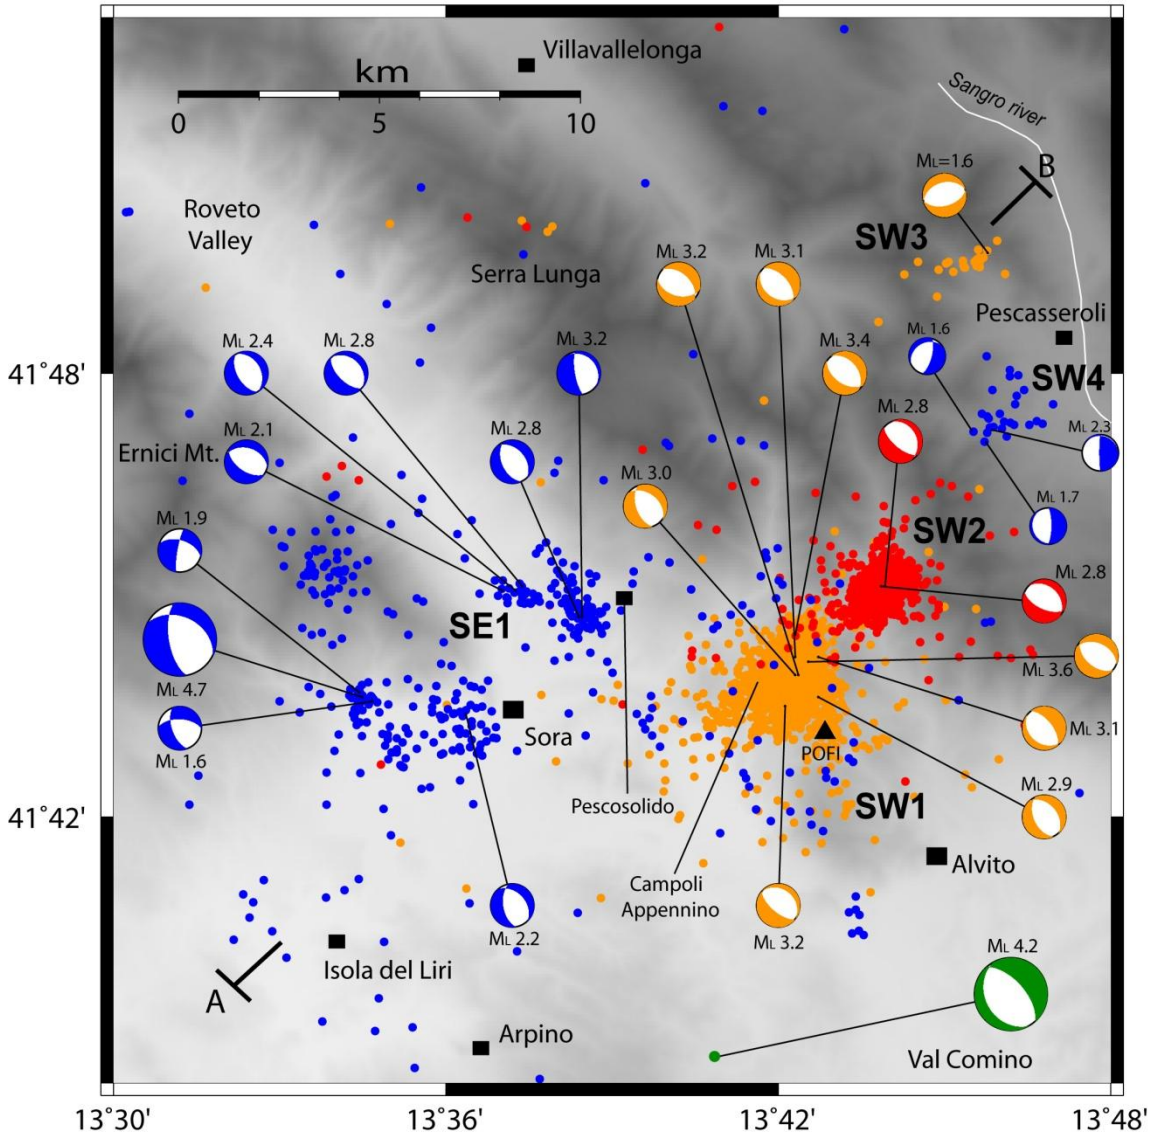 Villavallelonga
km
0 5 10
Sangro river
ML=1.6
B
Roveto
Valley
SW3
ML 3.2
ML 3.1
Serra Lunga
Pescasseroli
ML 2.4
ML 2.8
ML 3.2
ML 3.4
ML 1.6
41°48'
SW4
ML 2.8
ML 2.1
ML 2.8
ML 2.3
Ernici Mt.
ML 3.0
ML 1.7
ML 1.9
SW2
ML 2.8
SE1
ML 3.6
ML 4.7
Sora
ML 3.1
POFI
ML 1.6
ML 2.9
Pescosolido
SW1
41°42'
Alvito
Campoli
Appennino
ML 2.2
ML 3.2
ML 4.2
Isola del Liri
A
Arpino
Val Comino
13°30' 13°36' 13°42' 13°48'